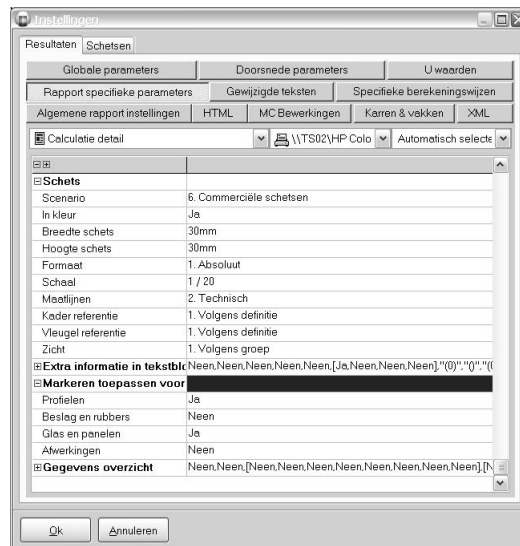 Instellingen
Resultaten Schetsen
Globale parameters Doorsnede parameters U waarden
Rapport specifieke parameters Gewijzigde teksten Specifieke berekeningswijzen
Algemene rapport instellingen HTML MC Bewerkingen Karren & vakken XML
Calculatie detail \\TS02\HP Colo Automatisch selecte
Schets
Scenario 6. Commerciële schetsen
In kleur Ja
Breedte schets 30mm
Hoogte schets 30mm
Formaat 1. Absoluut
Schaal 1 / 20
Maatlijnen 2. Technisch
Kader referentie 1. Volgens definitie
Vleugel referentie 1. Volgens definitie
Zicht 1. Volgens groep
Extra informatie in tekstblo Neen,Neen,Neen,Neen,Neen,[Ja,Neen,Neen,Neen],"(0)","()","(
Markeren toepassen voor
Profielen Ja
Beslag en rubbers Neen
Glas en panelen Ja
Afwerkingen Neen
Gegevens overzicht Neen,Neen,[Neen,Neen,Neen,Neen,Neen,Neen,Neen,Neen],[N
Ok Annuleren